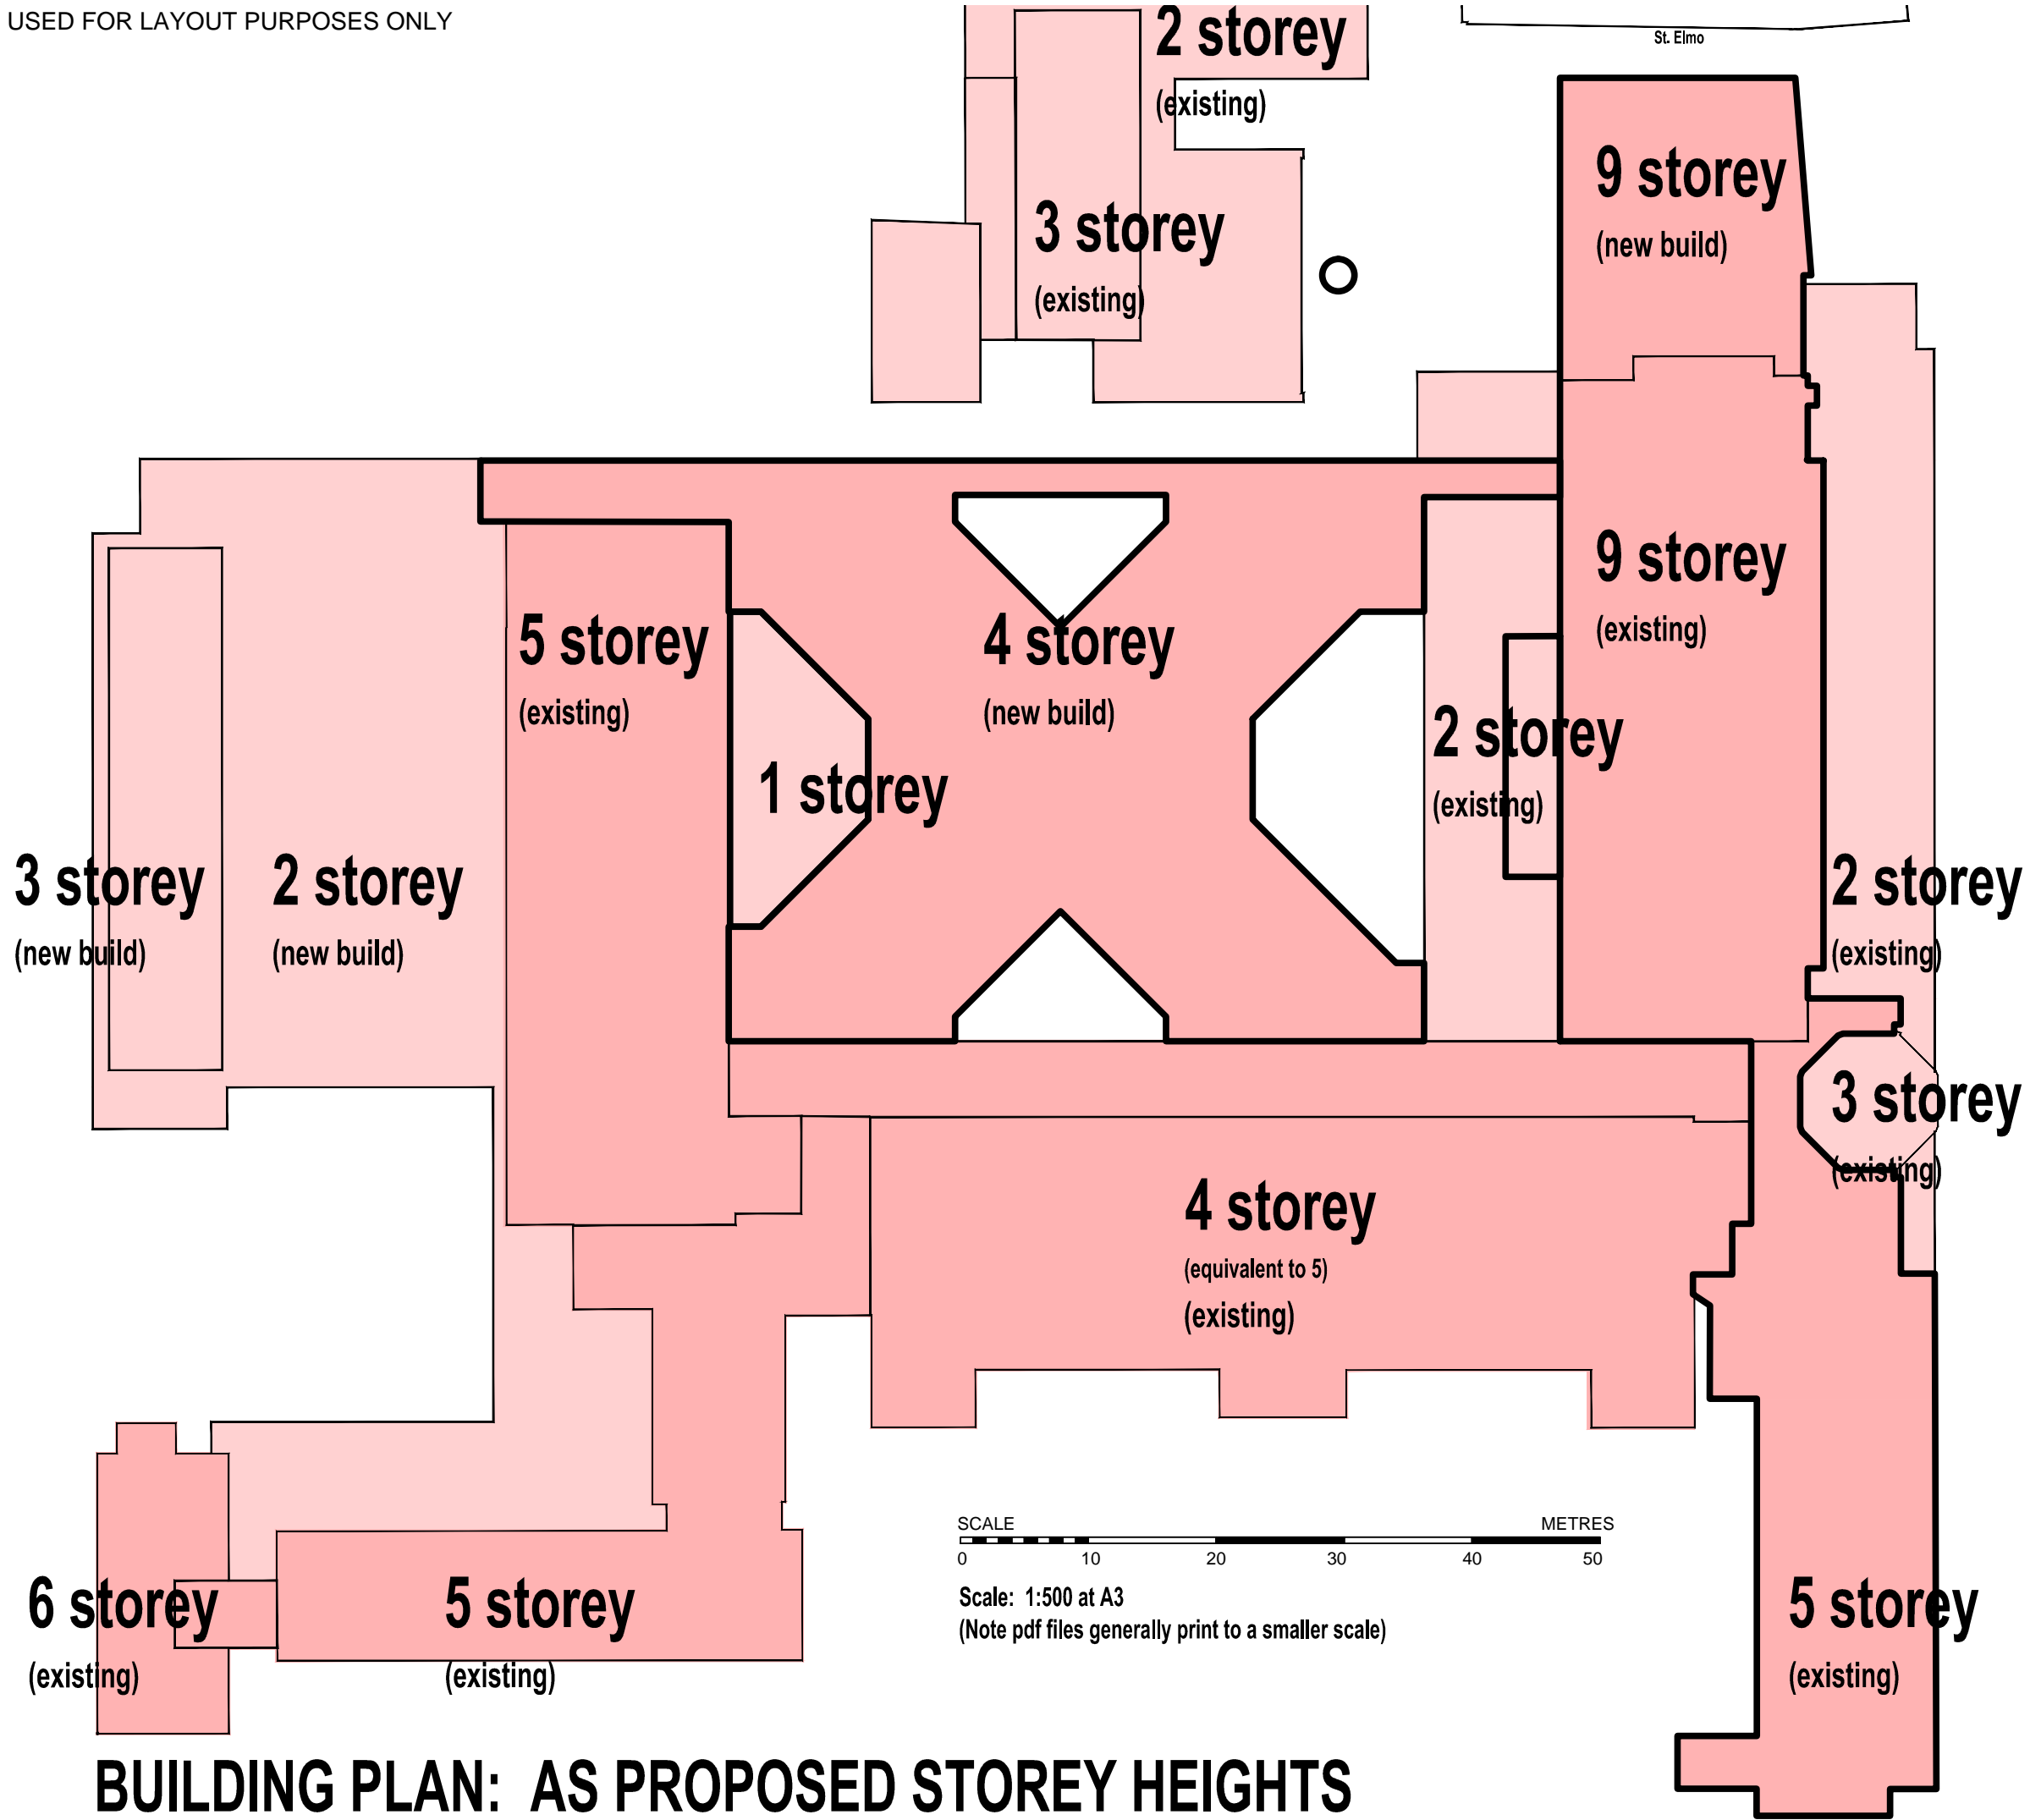 USED FOR LAYOUT PURPOSES ONLY
2 storey
(existing)
St. Elmo
9 storey
(new build)
3 storey
(existing)
9 storey
(existing)
5 storey
(existing)
4 storey
(new build)
2 storey
(existing)
1 storey
3 storey
(new build)
2 storey
(new build)
2 storey
(existing)
3 storey
(existing)
4 storey
(equivalent to 5)
(existing)
SCALE METRES
0 10 20 30 40 50
Scale: 1:500 at A3
(Note pdf files generally print to a smaller scale)
6 storey
(existing)
5 storey
(existing)
5 storey
(existing)
BUILDING PLAN: AS PROPOSED STOREY HEIGHTS